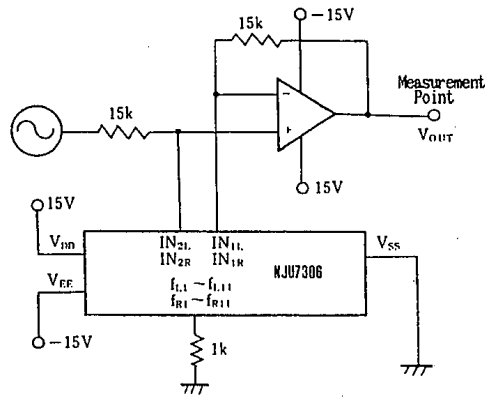 15k
-15V
15k
-
+
Measurement
Point
VOUT
15V
15V
VDD
VEE
-15V
IN2L IN1L
IN2R IN1R
fL1 ~ fL11
fR1 ~ fR11
NJU7306
VSS
1k